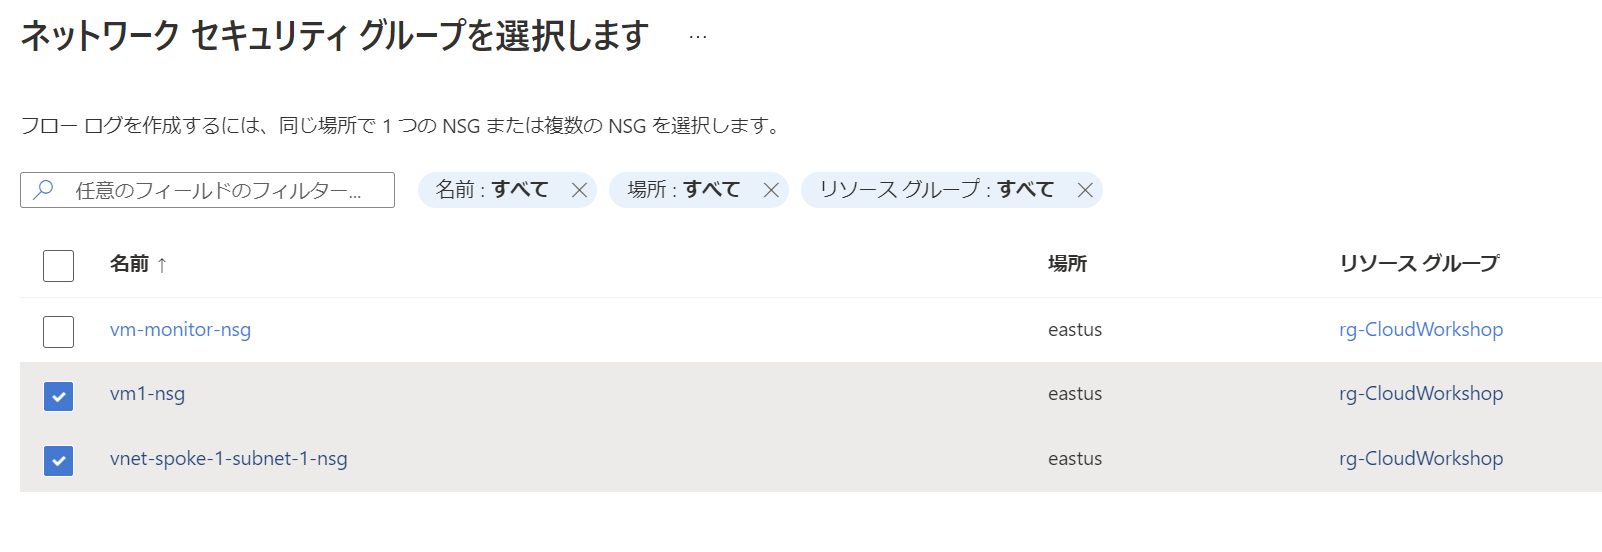 ネットワーク セキュリティ グループを選択します …
フロー ログを作成するには、同じ場所で 1 つの NSG または複数の NSG を選択します。
任意のフィールドのフィルター... 名前 : すべて 場所 : すべて リソース グループ : すべて
名前 ↑ 場所 リソース グループ
vm-monitor-nsg eastus rg-CloudWorkshop
vm1-nsg eastus rg-CloudWorkshop
vnet-spoke-1-subnet-1-nsg eastus rg-CloudWorkshop